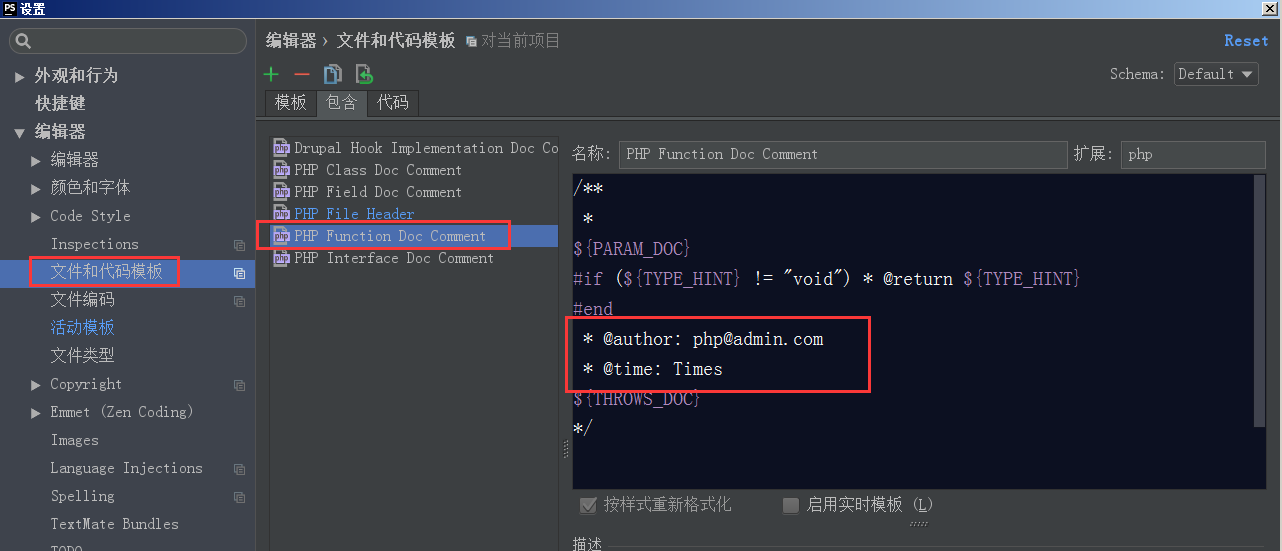 PS 设置
编辑器 › 文件和代码模板 对当前项目
Reset
Schema: Default
模板 包含 代码
外观和行为
快捷键
编辑器
编辑器
颜色和字体
Code Style
Inspections
文件和代码模板
文件编码
活动模板
文件类型
Copyright
Emmet (Zen Coding)
Images
Language Injections
Spelling
TextMate Bundles
TODO
php Drupal Hook Implementation Doc Co
php PHP Class Doc Comment
php PHP Field Doc Comment
php PHP File Header
php PHP Function Doc Comment
php PHP Interface Doc Comment
名称: PHP Function Doc Comment 扩展: php
/**
*
${PARAM_DOC}
#if (${TYPE_HINT} != "void") * @return ${TYPE_HINT}
#end
* @author: php@admin.com
* @time: Times
${THROWS_DOC}
*/
按样式重新格式化 启用实时模板 (L)
描述